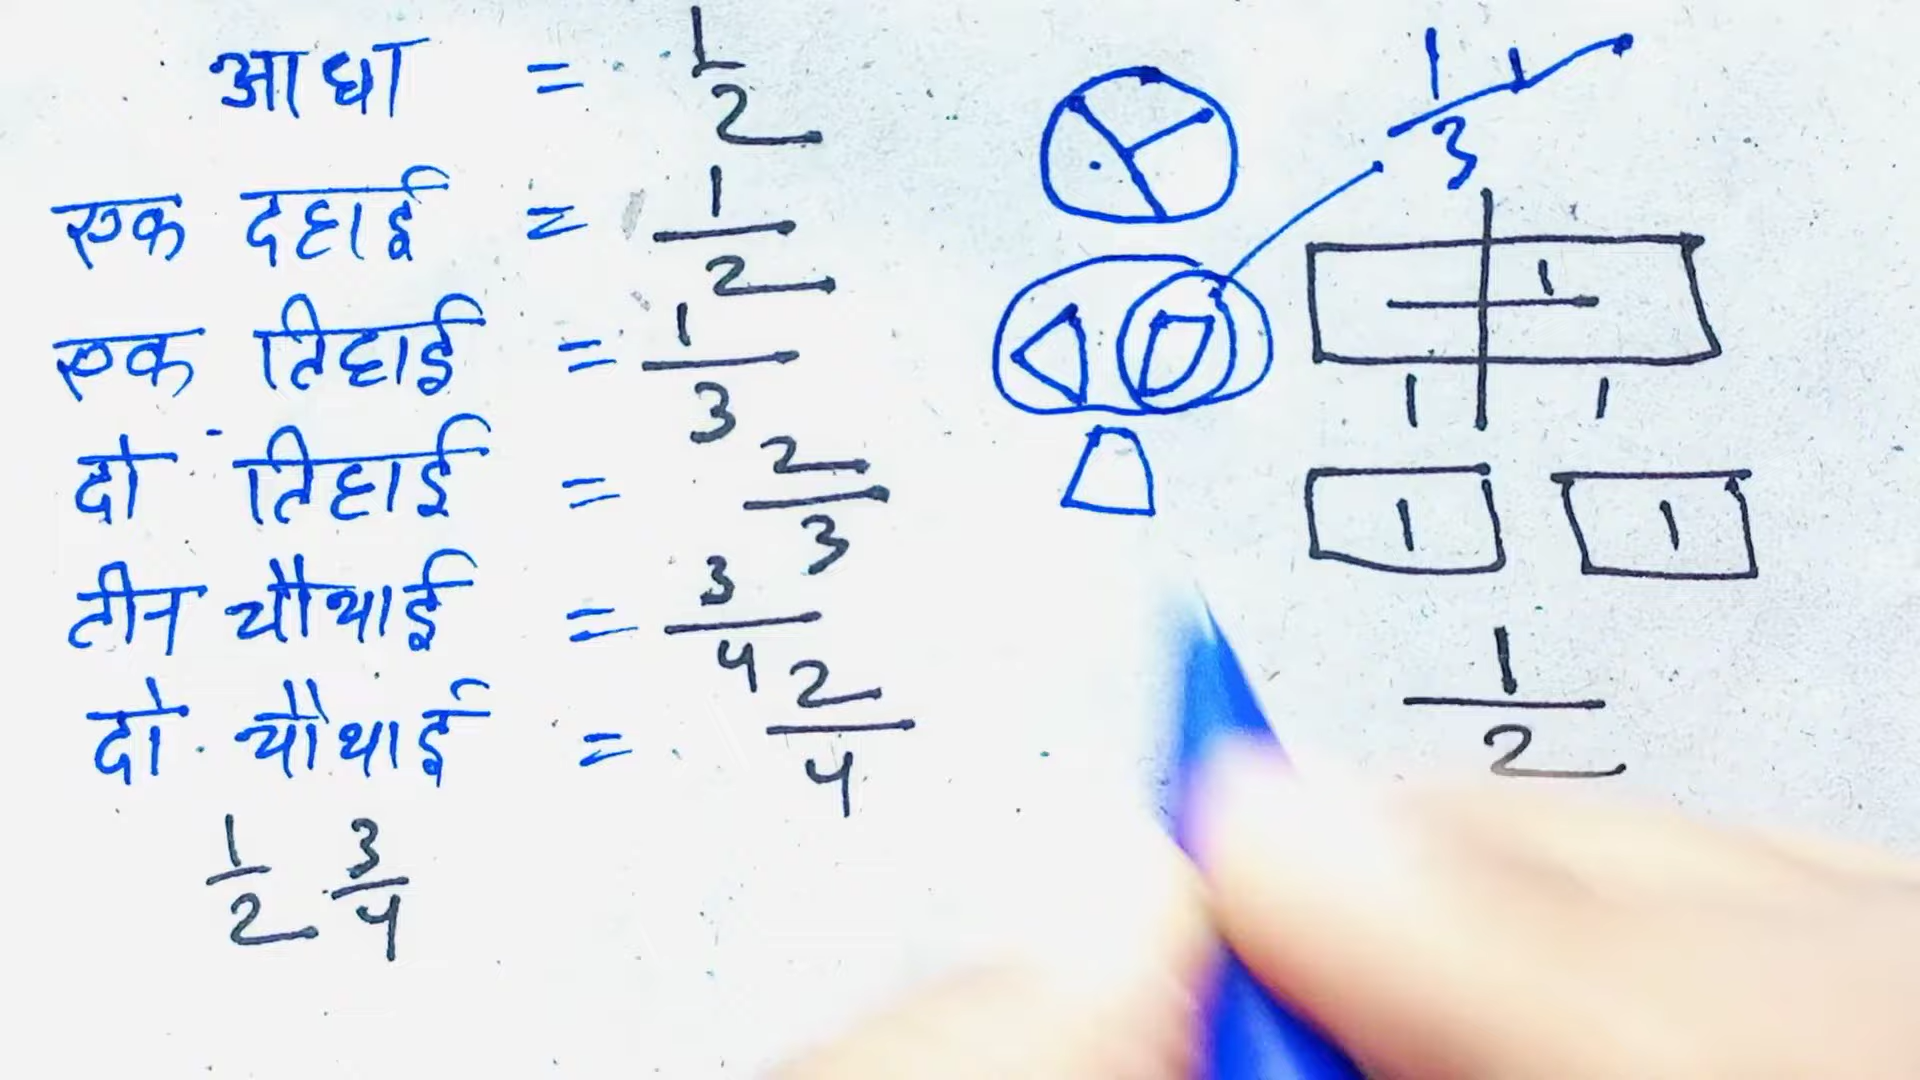 आधा = 1/2
एक दहाई = 1/2
एक तिहाई = 1/3
दो तिहाई = 2/3
तीन चौथाई = 3/4
दो चौथाई = 2/4
1/2 3/4
1/3 1
1
1 1
1 1
1/2